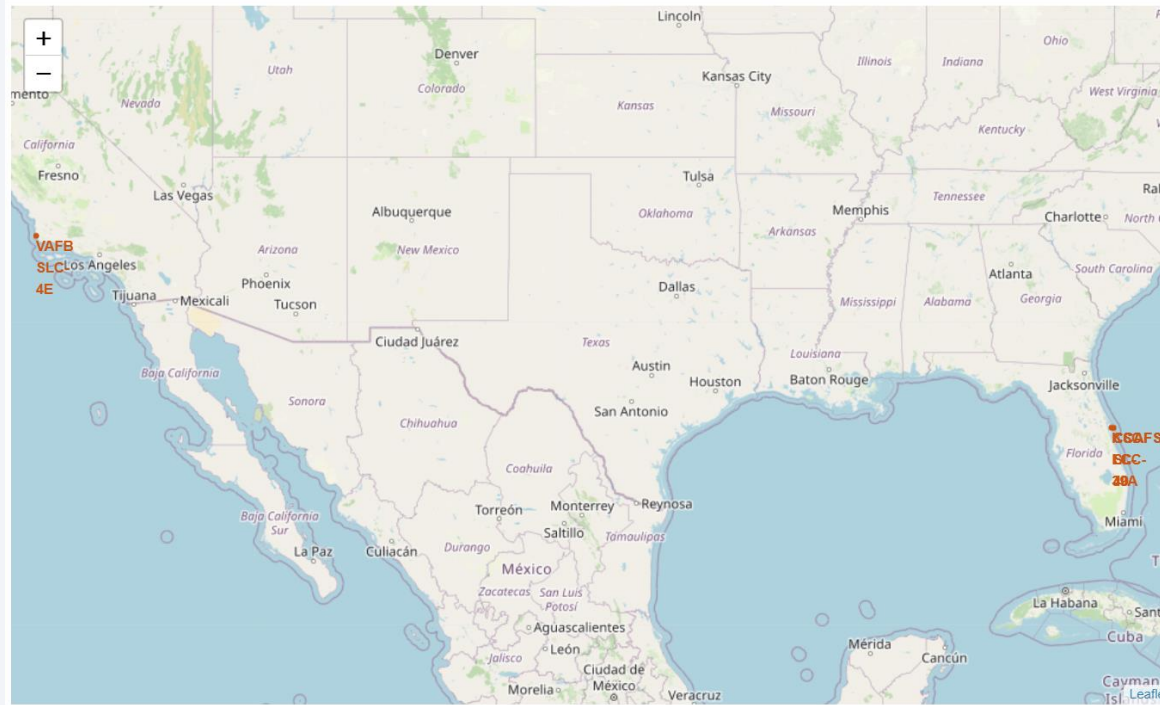 +
Lincoln
Ohio
Denver
−
Illinois
Indiana
Utah
Kansas City
Colorado
West Virginia
mento
Nevada
Kansas
Missouri
Kentucky
California
Fresno
Tulsa
Las Vegas
Tennessee
Ral
Albuquerque
Memphis
Oklahoma
Charlotte
North C
Arkansas
VAFB
SLC-
4E
Arizona
New Mexico
Los Angeles
Atlanta
South Carolina
Phoenix
Dallas
Tijuana
Mexicali
Tucson
Mississippi
Alabama
Georgia
Ciudad Juárez
Texas
Louisiana
Austin
Baja California
Houston
Baton Rouge
Jacksonville
Sonora
San Antonio
Chihuahua
Florida
Coahuila
Reynosa
Torreón
Monterrey
Baja California
Sur
Miami
Saltillo
Tamaulipas
Durango
La Paz
Culiacán
México
Zacatecas
San Luis
Potosí
La Habana
Sant
Aguascalientes
Cuba
León
Mérida
Jalisco
Cancún
Ciudad de
México
Cayman
Morelia
Veracruz
Isl
Leafle